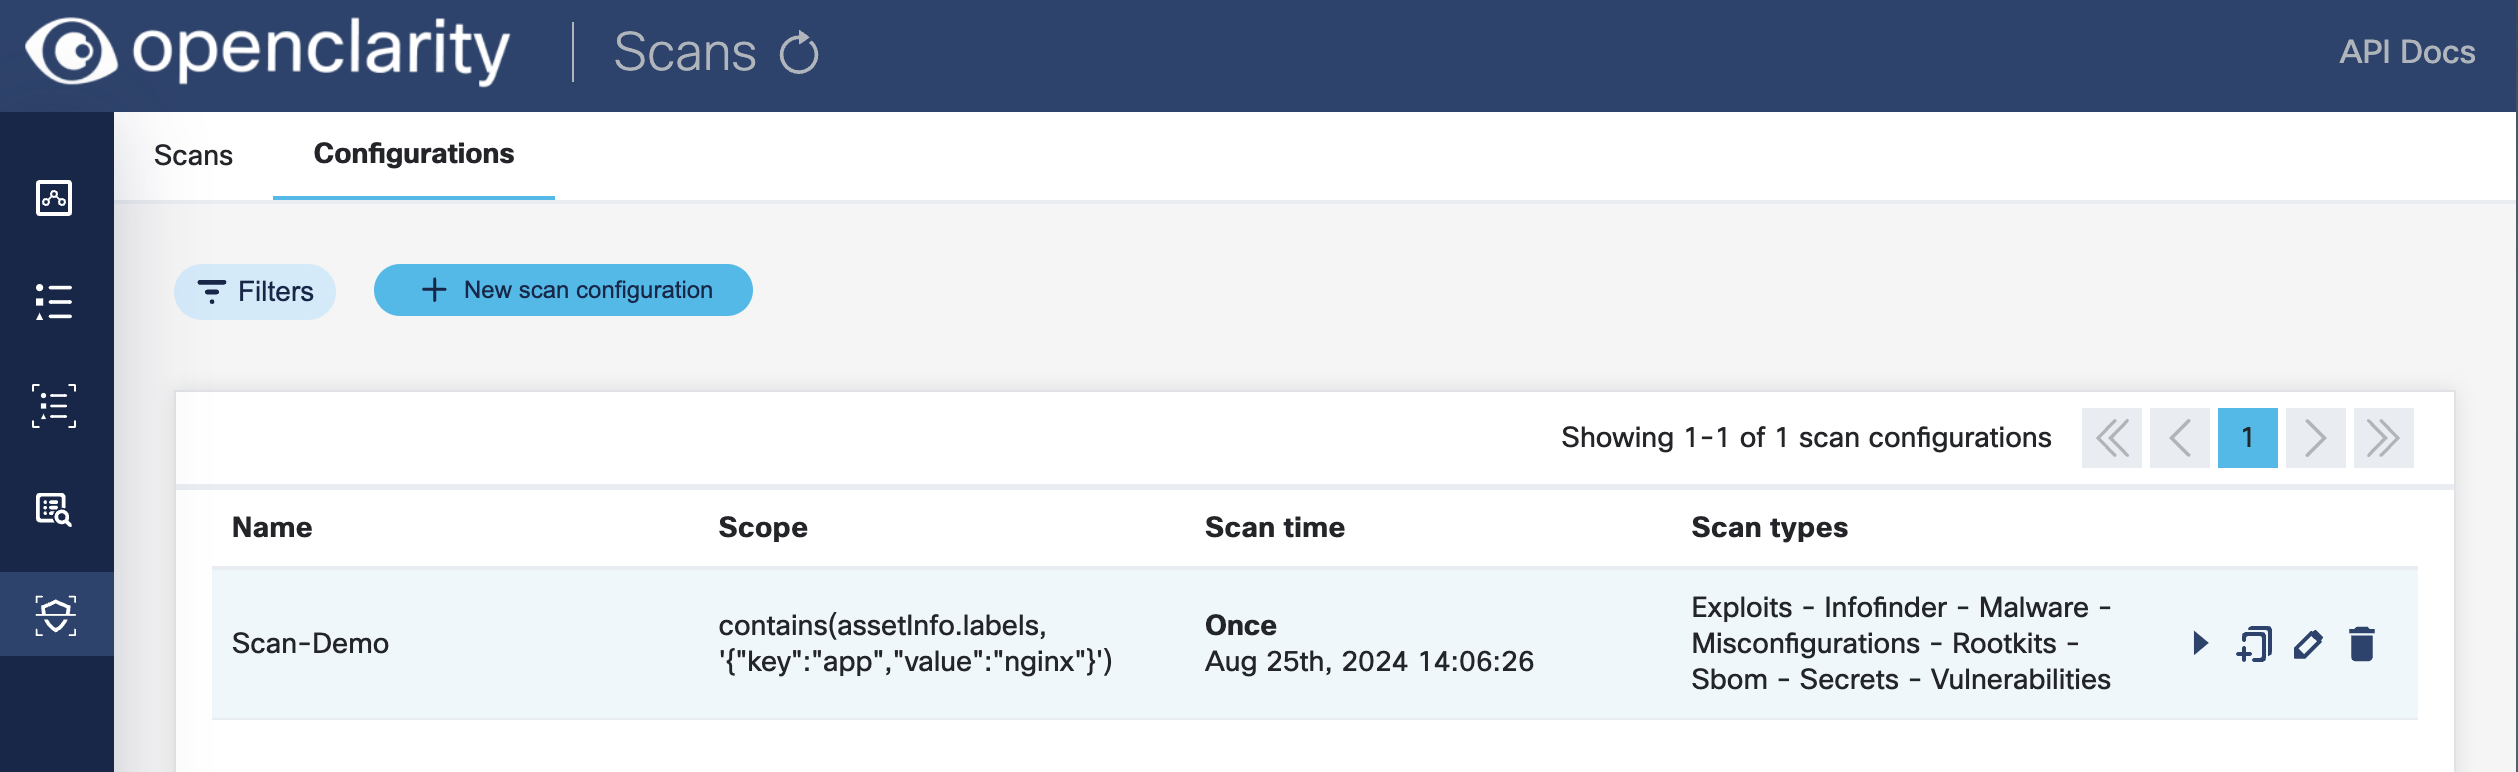 openclarity
Scans
API Docs
Scans
Configurations
Filters
New scan configuration
Showing 1-1 of 1 scan configurations
1
Name
Scope
Scan time
Scan types
Scan-Demo
contains(assetInfo.labels,
'{"key":"app","value":"nginx"}')
Once
Aug 25th, 2024 14:06:26
Exploits - Infofinder - Malware -
Misconfigurations - Rootkits -
Sbom - Secrets - Vulnerabilities